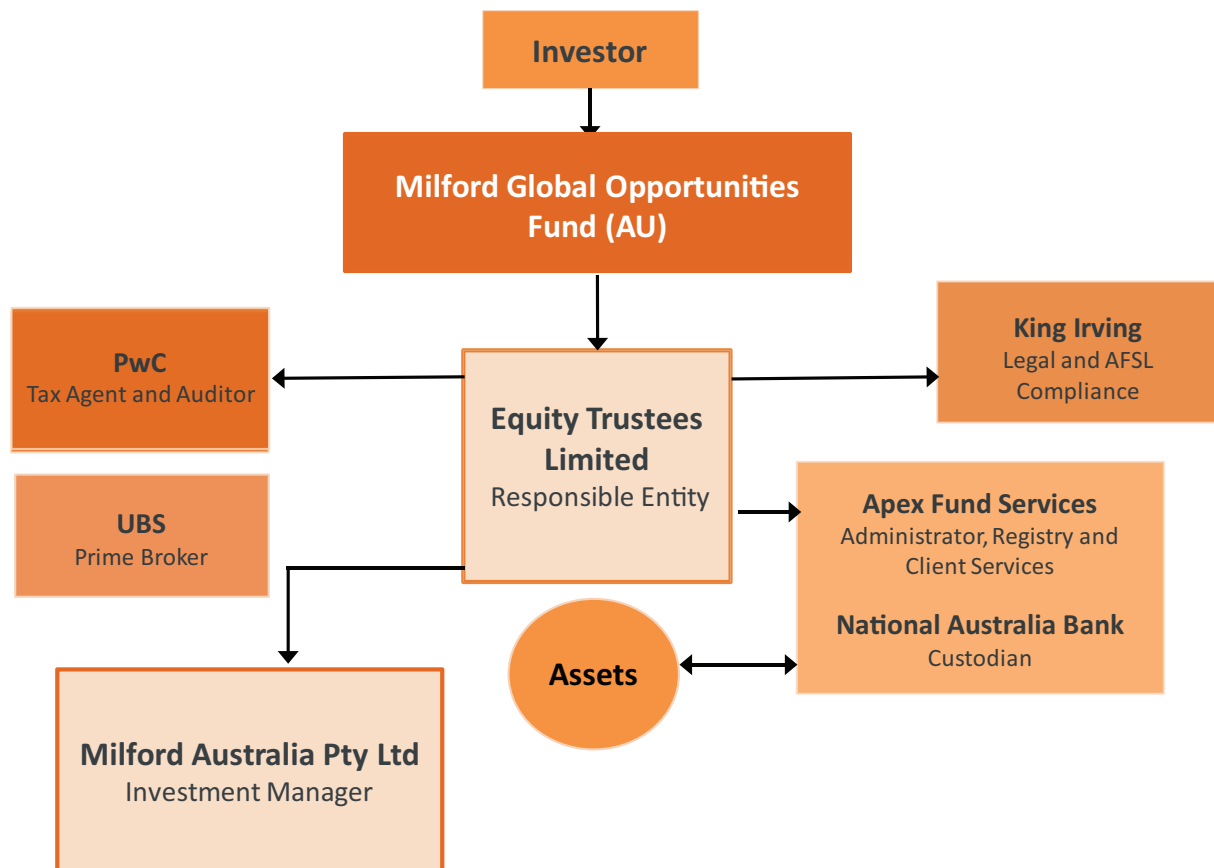 Investor
Milford Global Opportunities
Fund (AU)
PwC
Tax Agent and Auditor
King Irving
Legal and AFSL
Compliance
Equity Trustees
Limited
Responsible Entity
UBS
Prime Broker
Apex Fund Services
Administrator, Registry and
Client Services
National Australia Bank
Custodian
Assets
Milford Australia Pty Ltd
Investment Manager